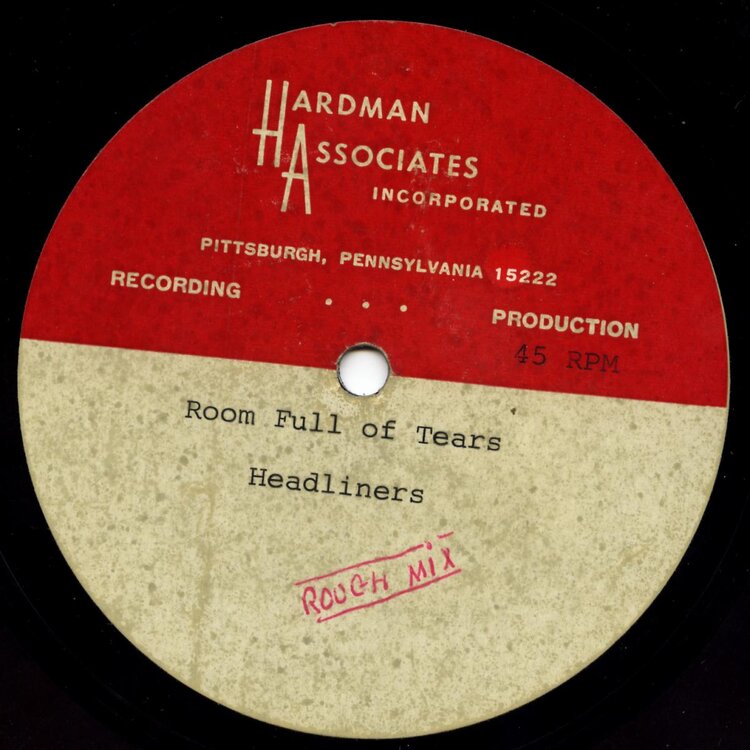 HARDMAN
ASSOCIATES
INCORPORATED
PITTSBURGH, PENNSYLVANIA 15222
RECORDING . . . PRODUCTION
45 RPM
Room Full of Tears
Headliners
ROUGH MIX